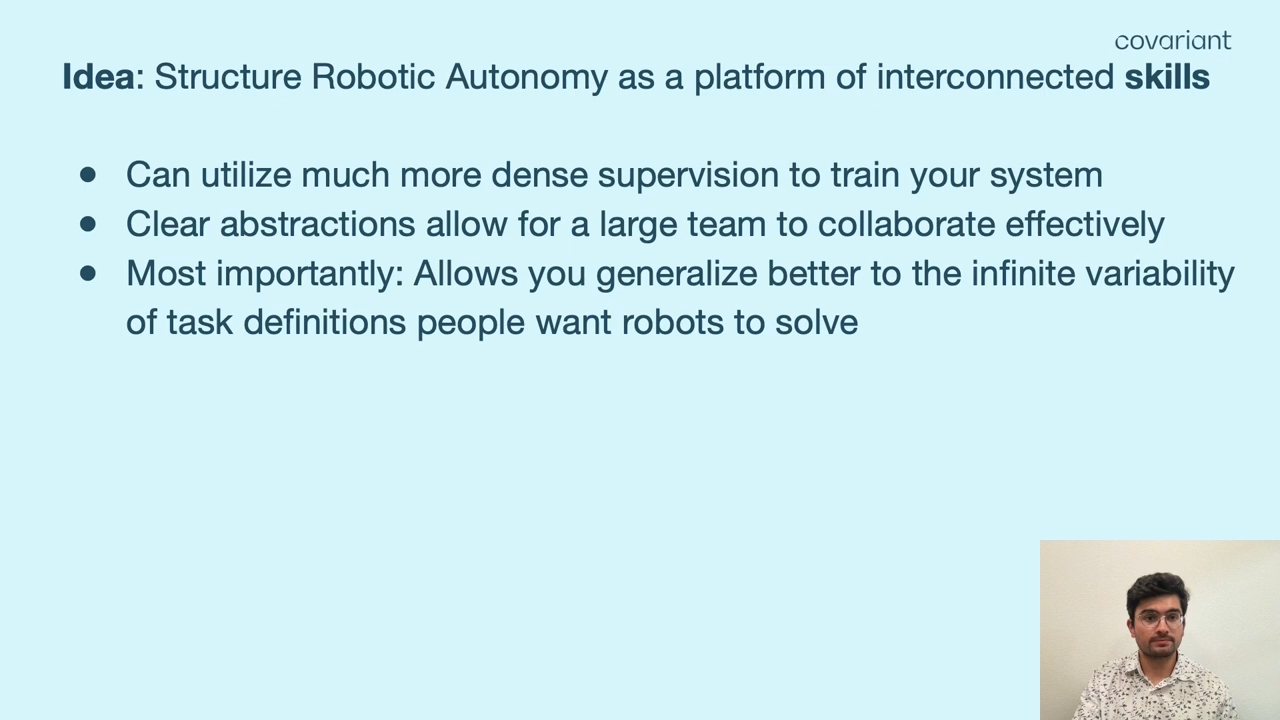 covariant
Idea: Structure Robotic Autonomy as a platform of interconnected skills
● Can utilize much more dense supervision to train your system
● Clear abstractions allow for a large team to collaborate effectively
● Most importantly: Allows you generalize better to the infinite variability
of task definitions people want robots to solve